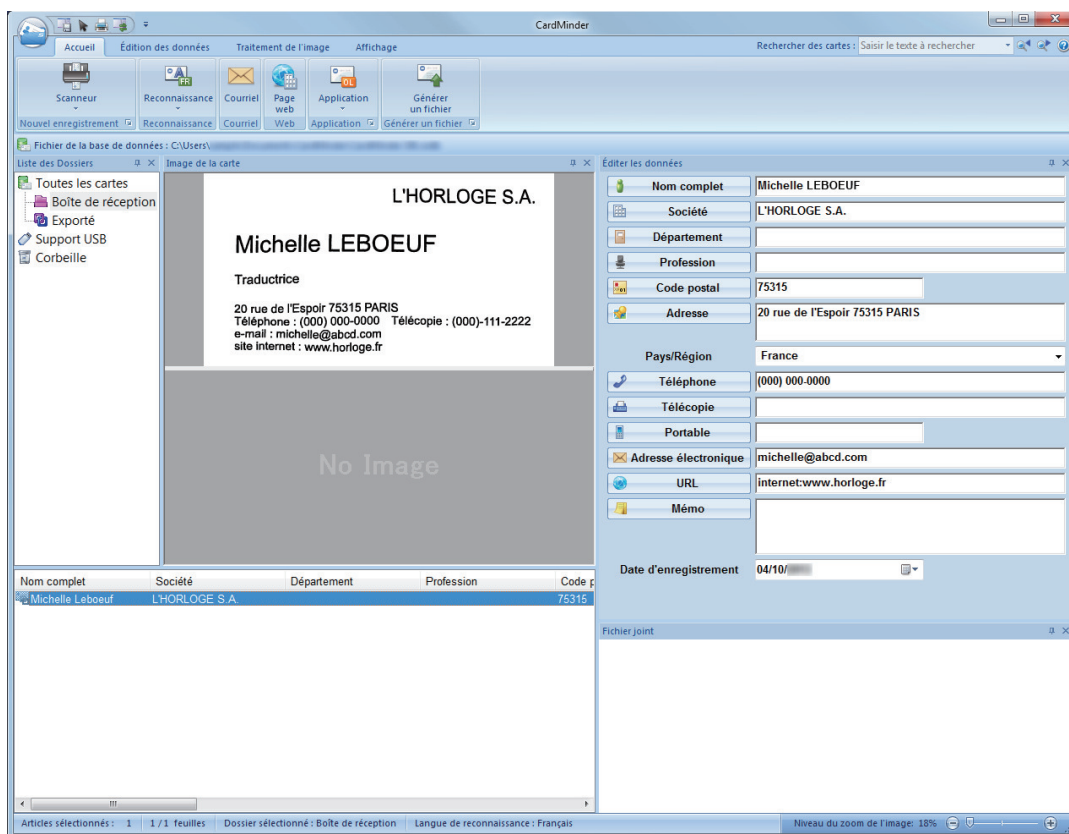 CardMinder
Accueil Édition des données Traitement de l'image Affichage
Rechercher des cartes : Saisir le texte à rechercher
Scanneur
Reconnaissance
Courriel
Page web
Application
Générer un fichier
Nouvel enregistrement Reconnaissance Courriel Web Application Générer un fichier
Fichier de la base de données : C:\Users\
Liste des Dossiers
Toutes les cartes
Boîte de réception
Exporté
Support USB
Corbeille
Image de la carte
L'HORLOGE S.A.
Michelle LEBOEUF
Traductrice
20 rue de l'Espoir 75315 PARIS
Téléphone : (000) 000-0000 Télécopie : (000)-111-2222
e-mail : michelle@abcd.com
site internet : www.horloge.fr
No Image
Éditer les données
Nom complet Michelle LEBOEUF
Société L'HORLOGE S.A.
Département
Profession
Code postal 75315
Adresse 20 rue de l'Espoir 75315 PARIS
Pays/Région France
Téléphone (000) 000-0000
Télécopie
Portable
Adresse électronique michelle@abcd.com
URL internet:www.horloge.fr
Mémo
Date d'enregistrement 04/10/
Nom complet Société Département Profession Code p
Michelle Leboeuf L'HORLOGE S.A. 75315
Fichier joint
Articles sélectionnés : 1 1 / 1 feuilles Dossier sélectionné : Boîte de réception Langue de reconnaissance : Français Niveau du zoom de l'image: 18%